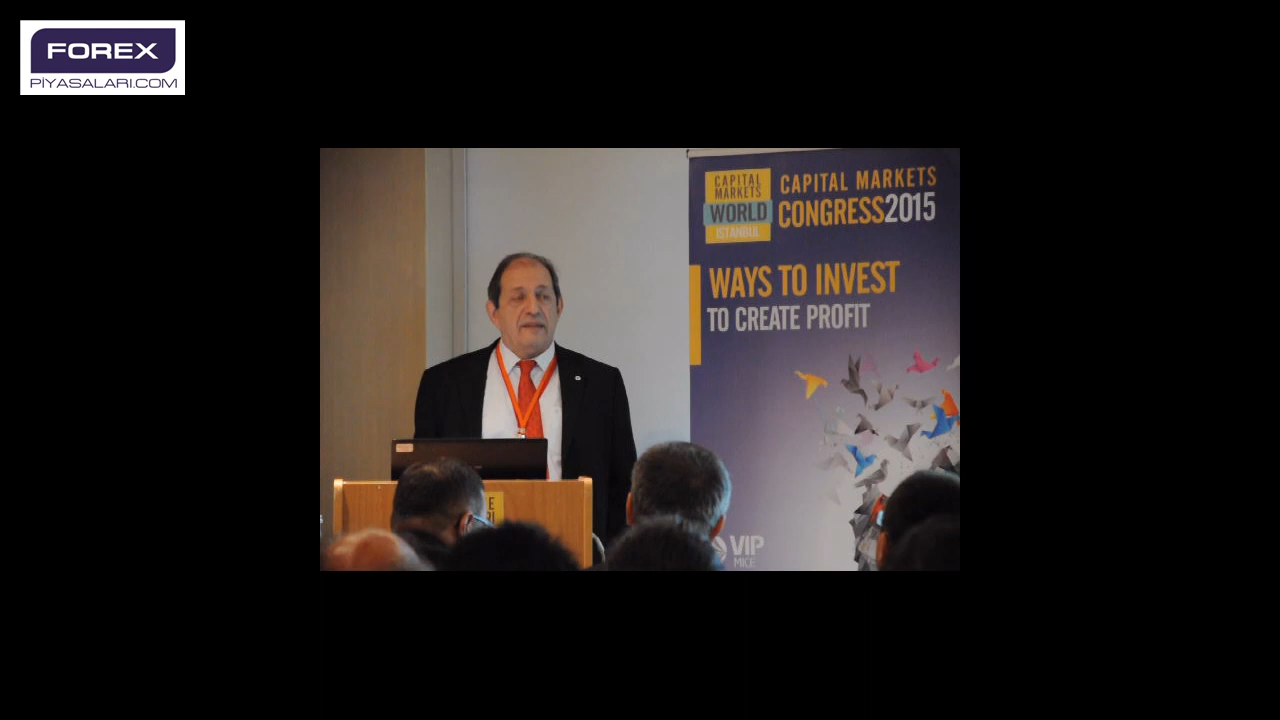 FOREX
PİYASALARI.COM
CAPITAL
MARKETS
WORLD
ISTANBUL
CAPITAL MARKETS
CONGRESS2015
WAYS TO INVEST
TO CREATE PROFIT
VIP
MICE